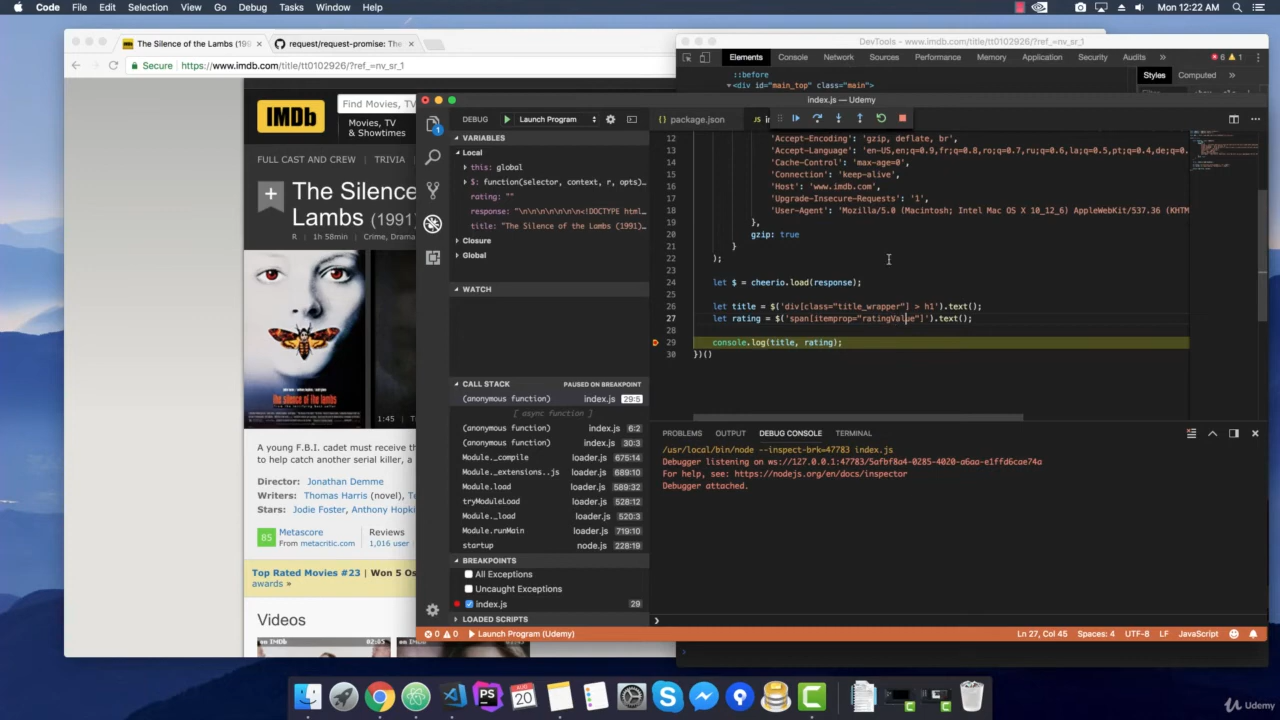 Code File Edit Selection View Go Debug Tasks Window Help Mon 12:22 AM
The Silence of the Lambs (199 request/request-promise: The DevTools - www.imdb.com/title/tt0102926/?ref_=nv_sr_1
Secure https://www.imdb.com/title/tt0102926/?ref_=nv_sr_1
Elements Console Network Sources Performance Memory Application Security Audits 6 1
::before
<div id="main_top" class="main">
Styles Computed »
IMDb
Find Movies, TV
Movies, TV
& Showtimes
FULL CAST AND CREW TRIVIA
The Silence
Lambs (1991)
R 1h 58min Crime, Drama
the silence of the lambs
1:45
A young F.B.I. cadet must receive th
to help catch another serial killer, a
Director: Jonathan Demme
Writers: Thomas Harris (novel), Te
Stars: Jodie Foster, Anthony Hopki
85 Metascore
From metacritic.com
Reviews
1,016 user
Top Rated Movies #23 | Won 5 Os
awards »
Videos
02:05
index.js — Udemy
DEBUG Launch Program
VARIABLES
Local
this: global
$: function(selector, context, r, opts)…
rating: ""
response: "\n\n\n\n\n\n<!DOCTYPE html…
title: "The Silence of the Lambs (1991)…
Closure
Global
WATCH
CALL STACK PAUSED ON BREAKPOINT
(anonymous function) index.js 29:5
[ async function ]
(anonymous function) index.js 6:2
(anonymous function) index.js 30:3
Module._compile loader.js 675:14
Module._extensions..js loader.js 689:10
Module.load loader.js 589:32
tryModuleLoad loader.js 528:12
Module._load loader.js 520:3
Module.runMain loader.js 719:10
startup node.js 228:19
BREAKPOINTS
All Exceptions
Uncaught Exceptions
index.js 29
LOADED SCRIPTS
package.json
12 'Accept-Encoding': 'gzip, deflate, br',
13 'Accept-Language': 'en-US,en;q=0.9,fr;q=0.8,ro;q=0.7,ru;q=0.6,la;q=0.5,pt;q=0.4,de;q=0.
14 'Cache-Control': 'max-age=0',
15 'Connection': 'keep-alive',
16 'Host': 'www.imdb.com',
17 'Upgrade-Insecure-Requests': '1',
18 'User-Agent': 'Mozilla/5.0 (Macintosh; Intel Mac OS X 10_12_6) AppleWebKit/537.36 (KHTM
19 },
20 gzip: true
21 }
22 );
23
24 let $ = cheerio.load(response);
25
26 let title = $('div[class="title_wrapper"] > h1').text();
27 let rating = $('span[itemprop="ratingValue"]').text();
28
29 console.log(title, rating);
30 })()
PROBLEMS OUTPUT DEBUG CONSOLE TERMINAL
/usr/local/bin/node --inspect-brk=47783 index.js
Debugger listening on ws://127.0.0.1:47783/5afbf8a4-0285-4020-a6aa-e1ffd6cae74a
For help, see: https://nodejs.org/en/docs/inspector
Debugger attached.
0 0 Launch Program (Udemy) Ln 27, Col 45 Spaces: 4 UTF-8 LF JavaScript
PS AUG 20
Udemy